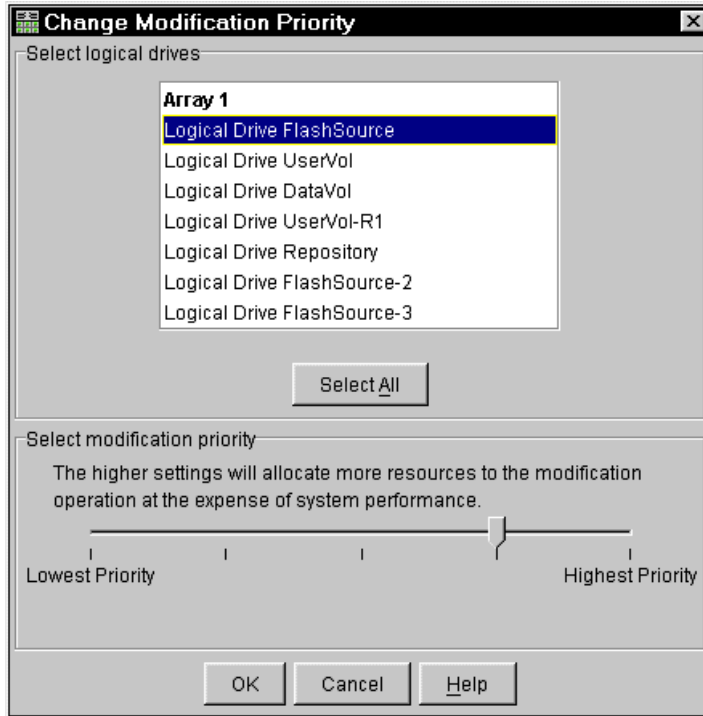 Change Modification Priority
Select logical drives
Array 1
Logical Drive FlashSource
Logical Drive UserVol
Logical Drive DataVol
Logical Drive UserVol-R1
Logical Drive Repository
Logical Drive FlashSource-2
Logical Drive FlashSource-3
Select All
Select modification priority
The higher settings will allocate more resources to the modification
operation at the expense of system performance.
Lowest Priority Highest Priority
OK Cancel Help